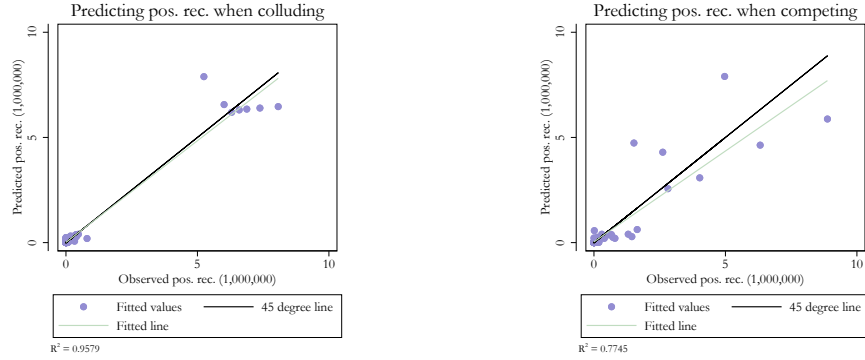 Predicting pos. rec. when colluding
Predicted pos. rec. (1,000,000)
10
5
0
0
5
10
Observed pos. rec. (1,000,000)
Fitted values
45 degree line
Fitted line
R² = 0.9579
Predicting pos. rec. when competing
Predicted pos. rec. (1,000,000)
10
5
0
0
5
10
Observed pos. rec. (1,000,000)
Fitted values
45 degree line
Fitted line
R² = 0.7745